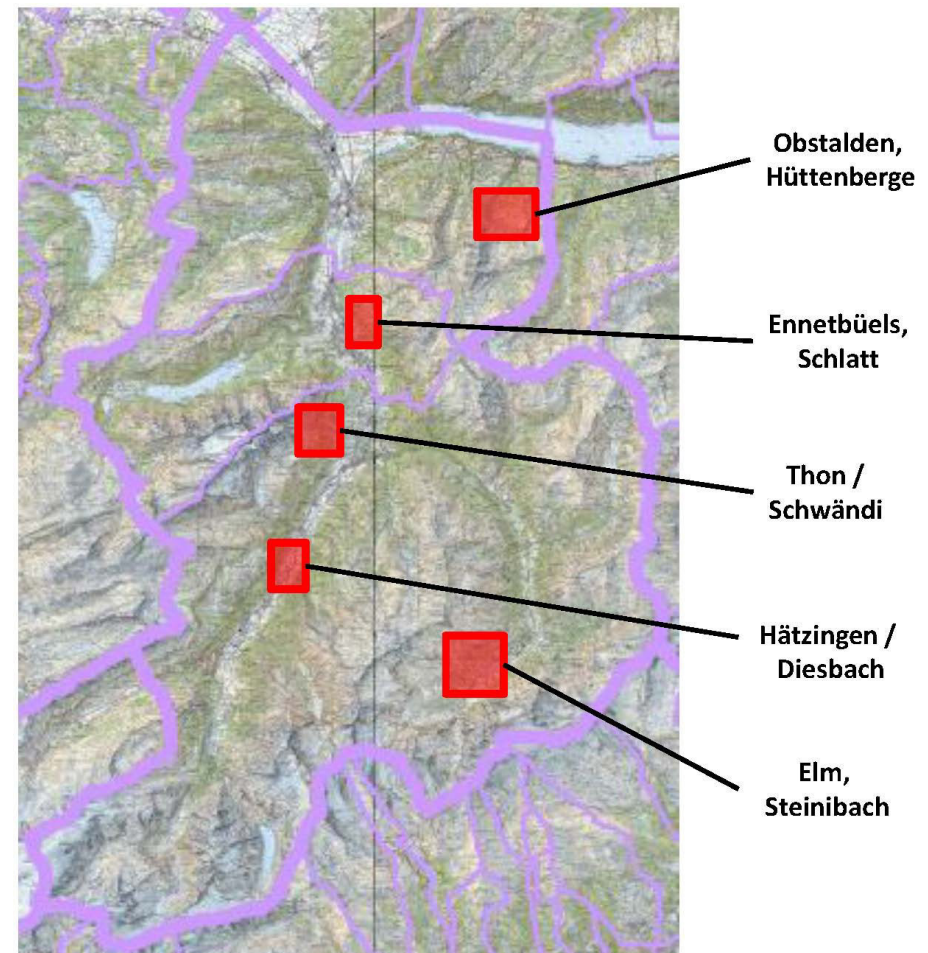 Obstalden,
Hüttenberge
Ennetbüels,
Schlatt
Thon /
Schwändi
Hätzingen /
Diesbach
Elm,
Steinibach